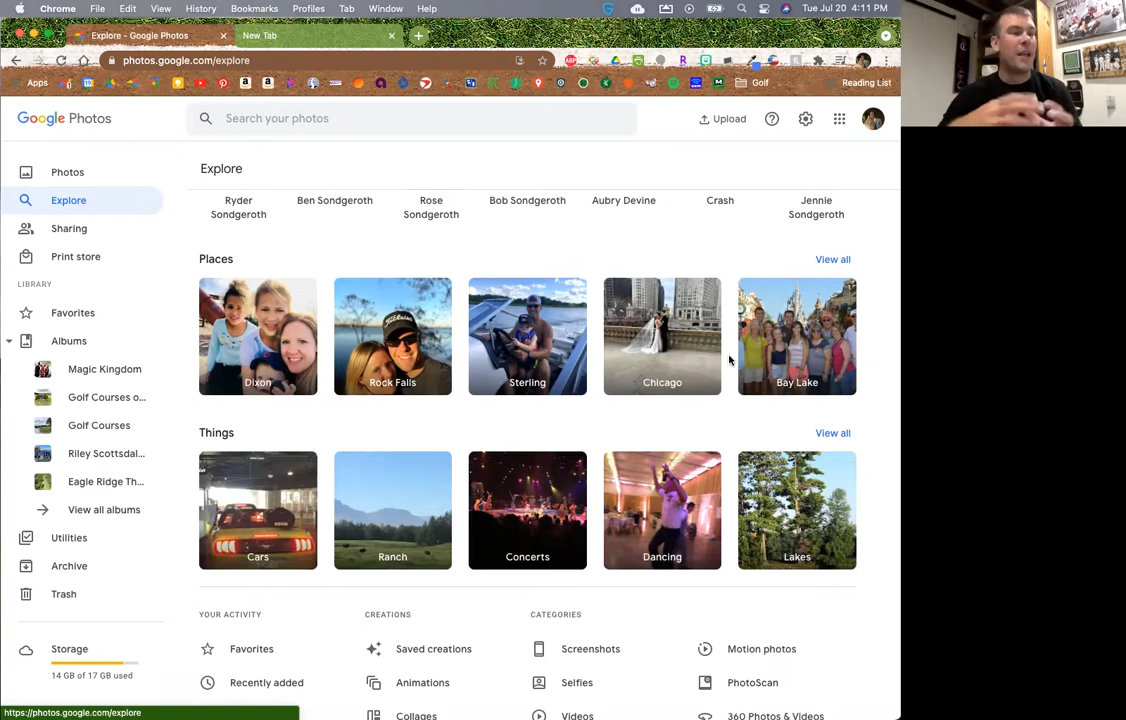 Chrome File Edit View History Bookmarks Profiles Tab Window Help Tue Jul 20 4:11 PM
Explore - Google Photos New Tab
photos.google.com/explore
Apps Golf Reading List
Google Photos Search your photos Upload
Photos
Explore
Sharing
Print store
LIBRARY
Favorites
Albums
Magic Kingdom
Golf Courses o...
Golf Courses
Riley Scottsdal...
Eagle Ridge Th...
View all albums
Utilities
Archive
Trash
Storage
14 GB of 17 GB used
https://photos.google.com/explore
Explore
Ryder Sondgeroth
Ben Sondgeroth
Rose Sondgeroth
Bob Sondgeroth
Aubry Devine
Crash
Jennie Sondgeroth
Places View all
Dixon Rock Falls Sterling Chicago Bay Lake
Things View all
Cars Ranch Concerts Dancing Lakes
YOUR ACTIVITY CREATIONS CATEGORIES
Favorites Saved creations Screenshots Motion photos
Recently added Animations Selfies PhotoScan
Collages Videos 360 Photos & Videos